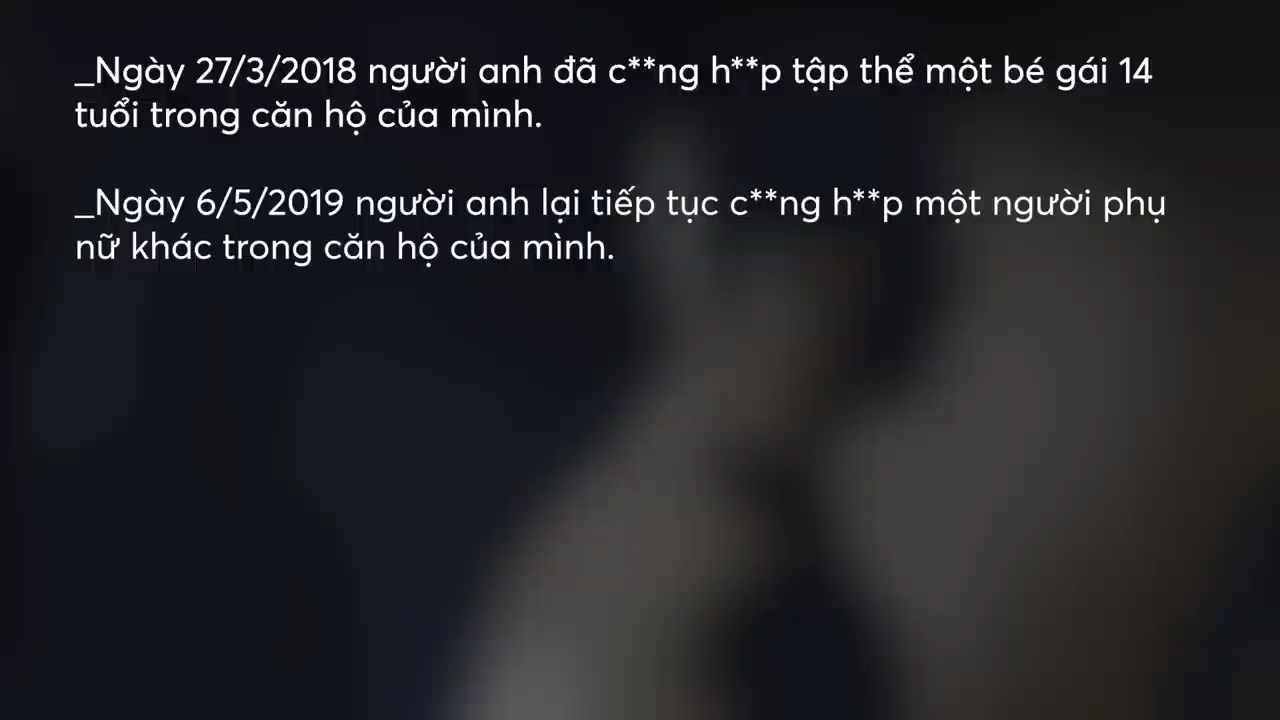 _Ngày 27/3/2018 người anh đã c**ng h**p tập thể một bé gái 14
tuổi trong căn hộ của mình.
_Ngày 6/5/2019 người anh lại tiếp tục c**ng h**p một người phụ
nữ khác trong căn hộ của mình.